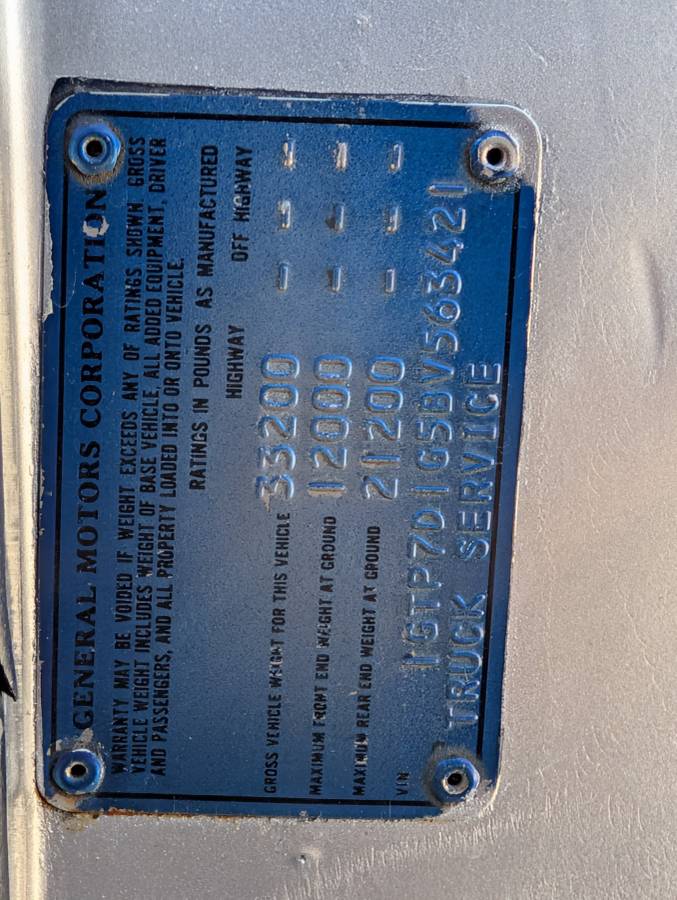 GENERAL MOTORS CORPORATION
WARRANTY MAY BE VOIDED IF WEIGHT EXCEEDS ANY OF RATINGS SHOWN. GROSS
VEHICLE WEIGHT INCLUDES WEIGHT OF BASE VEHICLE, ALL ADDED EQUIPMENT, DRIVER
AND PASSENGERS, AND ALL PROPERTY LOADED INTO OR ONTO VEHICLE.
RATINGS IN POUNDS AS MANUFACTURED
HIGHWAY OFF HIGHWAY
GROSS VEHICLE WEIGHT FOR THIS VEHICLE 33200 - - -
MAXIMUM FRONT END WEIGHT AT GROUND 12000 - - -
MAXIMUM REAR END WEIGHT AT GROUND 21200 - - -
VIN 1GTP7D1G5BV563421
TRUCK SERVICE